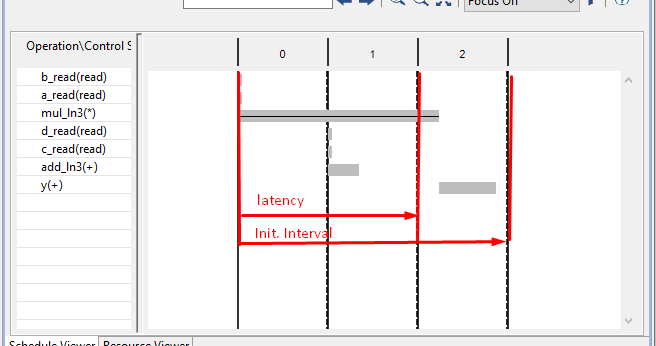 Focus Off
Operation\Control S
0 1 2
b_read(read)
a_read(read)
mul_ln3(*)
d_read(read)
c_read(read)
add_ln3(+)
y(+)
latency
Init. Interval
Schedule Viewer Resource Viewer